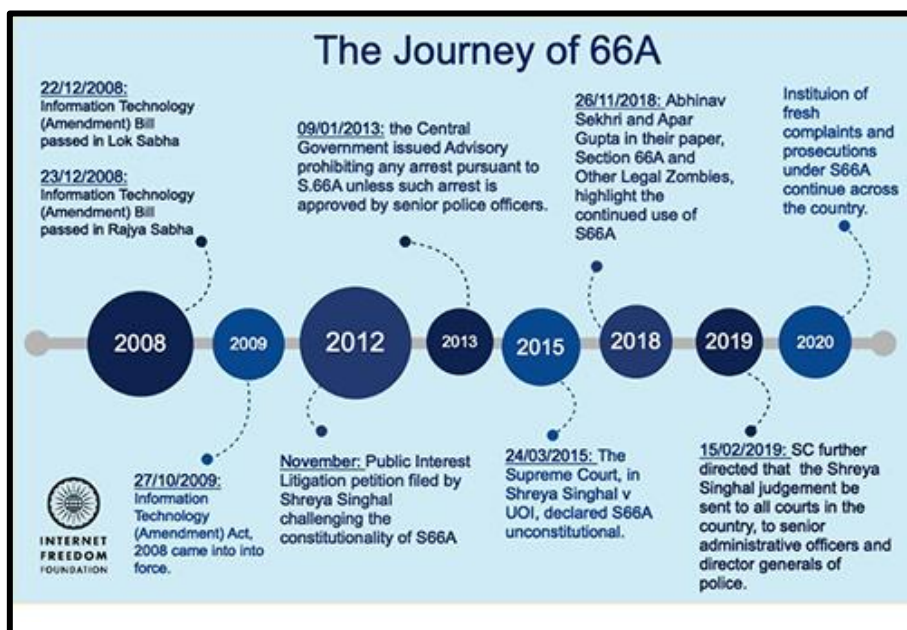 The Journey of 66A
22/12/2008:
Information Technology
(Amendment) Bill
passed in Lok Sabha
23/12/2008:
Information Technology
(Amendment) Bill
passed in Rajya Sabha
09/01/2013: the Central
Government issued Advisory
prohibiting any arrest pursuant to
S.66A unless such arrest is
approved by senior police officers.
26/11/2018: Abhinav
Sekhri and Apar
Gupta in their paper,
Section 66A and
Other Legal Zombies,
highlight the
continued use of
S66A
Instituion of
fresh
complaints and
prosecutions
under S66A
continue across
the country.
2008
2009
2012
2013
2015
2018
2019
2020
27/10/2009:
Information
Technology
(Amendment) Act,
2008 came into into
force.
November: Public Interest
Litigation petition filed by
Shreya Singhal
challenging the
constitutionality of S66A
24/03/2015: The
Supreme Court, in
Shreya Singhal v
UOI, declared S66A
unconstitutional.
15/02/2019: SC further
directed that the Shreya
Singhal judgement be
sent to all courts in the
country, to senior
administrative officers and
director generals of
police.
INTERNET
FREEDOM
FOUNDATION